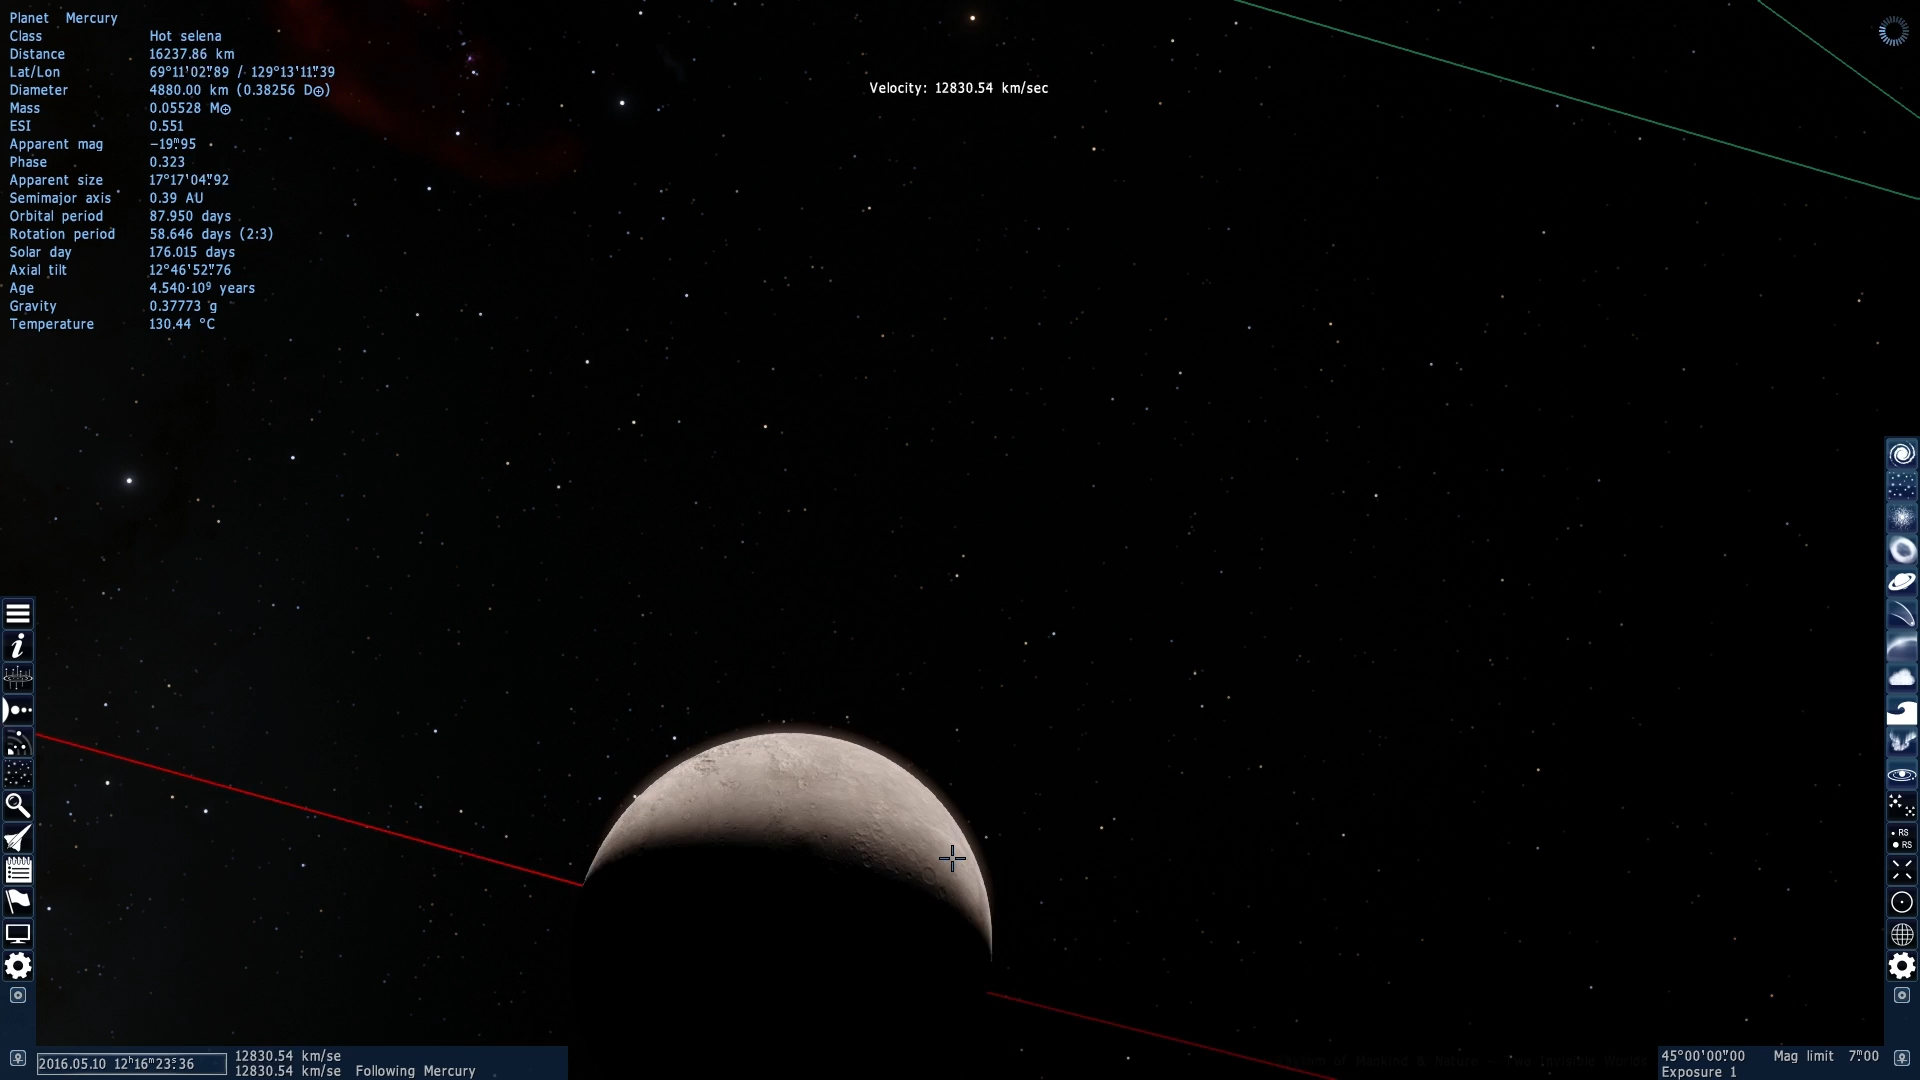 Planet Mercury
Class Hot selena
Distance 16237.86 km
Lat/Lon 69°11'02"89 / 129°13'11"39
Diameter 4880.00 km (0.38256 D⊕)
Mass 0.05528 M⊕
ESI 0.551
Apparent mag −19ᵐ95
Phase 0.323
Apparent size 17°17'04"92
Semimajor axis 0.39 AU
Orbital period 87.950 days
Rotation period 58.646 days (2:3)
Solar day 176.015 days
Axial tilt 12°46'52"76
Age 4.540·10⁹ years
Gravity 0.37773 g
Temperature 130.44 °C
Velocity: 12830.54 km/sec
RS
RS
2016.05.10 12ʰ16ᵐ23ˢ36
12830.54 km/se
12830.54 km/se Following Mercury
45°00'00"00 Mag limit 7ᵐ00
Exposure 1